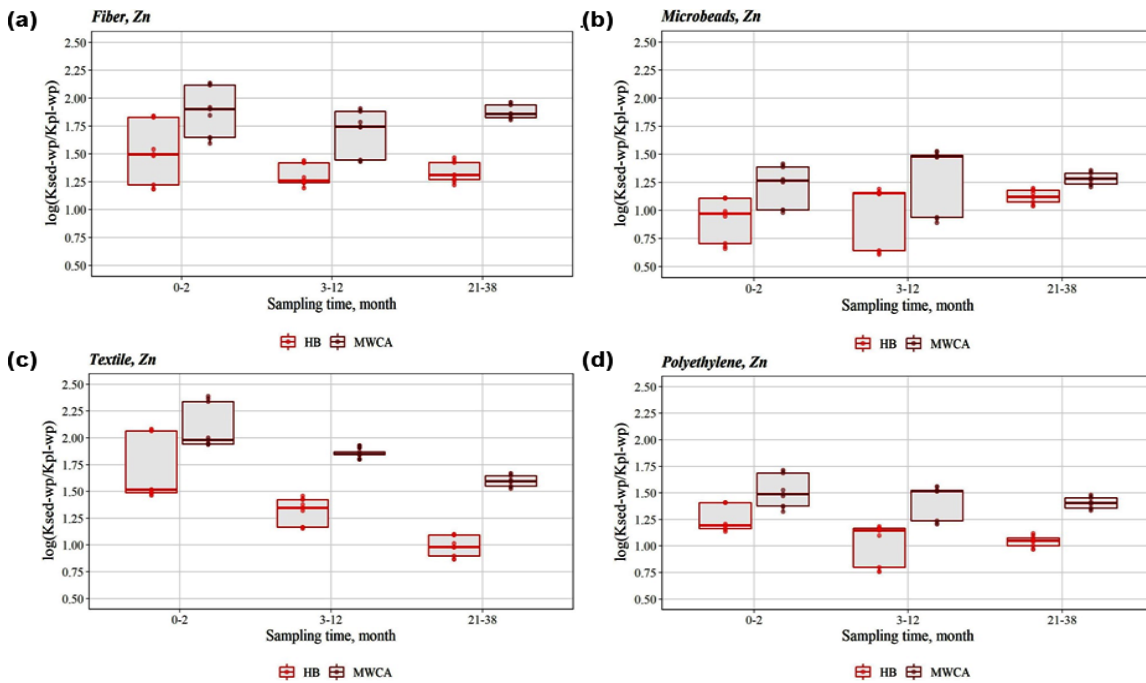 (a)
Fiber, Zn
log(Ksed-wp/Kpl-wp)
2.50
2.25
2.00
1.75
1.50
1.25
1.00
0.75
0.50
0-2
3-12
21-38
Sampling time, month
HB
MWCA
(b)
Microbeads, Zn
log(Ksed-wp/Kpl-wp)
2.50
2.25
2.00
1.75
1.50
1.25
1.00
0.75
0.50
0-2
3-12
21-38
Sampling time, month
HB
MWCA
(c)
Textile, Zn
log(Ksed-wp/Kpl-wp)
2.50
2.25
2.00
1.75
1.50
1.25
1.00
0.75
0.50
0-2
3-12
21-38
Sampling time, month
HB
MWCA
(d)
Polyethylene, Zn
log(Ksed-wp/Kpl-wp)
2.50
2.25
2.00
1.75
1.50
1.25
1.00
0.75
0.50
0-2
3-12
21-38
Sampling time, month
HB
MWCA